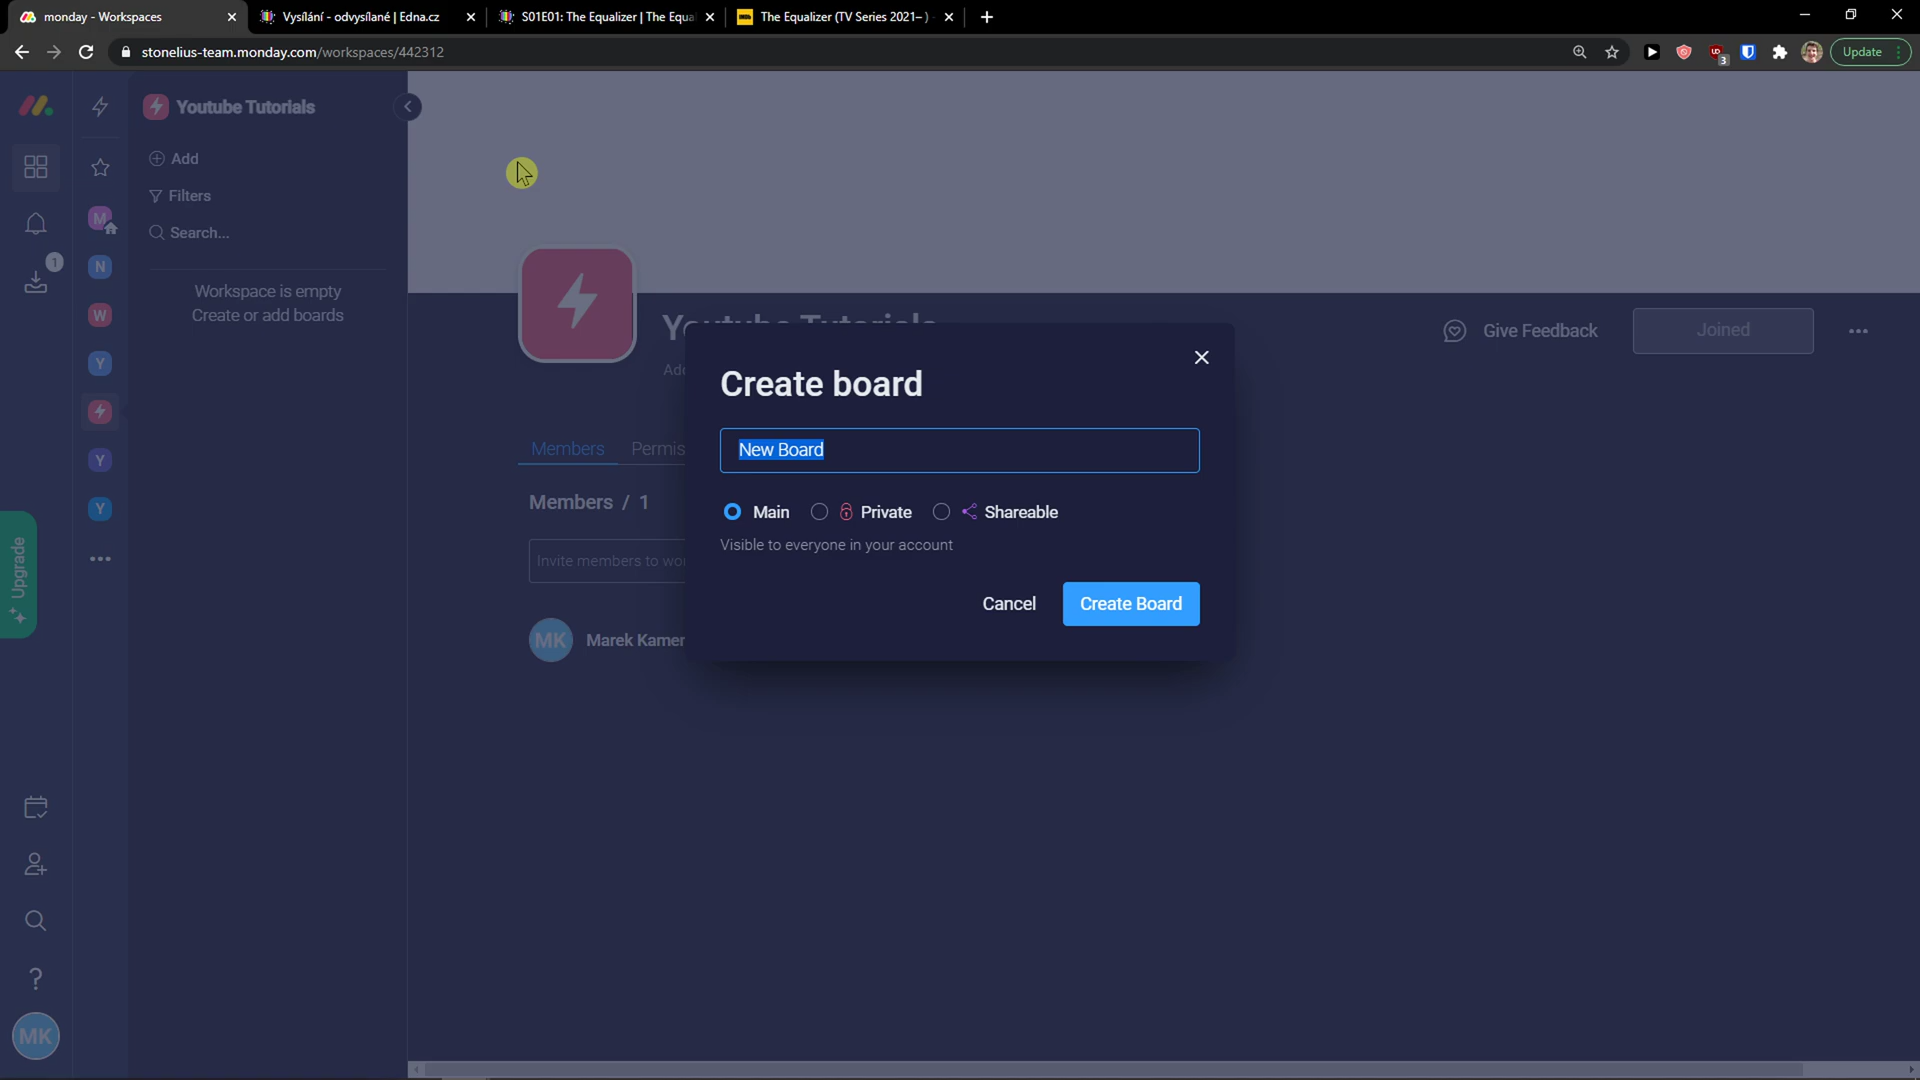 monday - Workspaces
Vysílání - odvysílané | Edna.cz
S01E01: The Equalizer | The Equa
The Equalizer (TV Series 2021– ) -
stonelius-team.monday.com/workspaces/442312
3
Update
Youtube Tutorials
Add
Filters
Search...
Workspace is empty
Create or add boards
1
M
N
W
Y
Y
Y
Upgrade
MK
Give Feedback
Joined
Members
Permis
Members / 1
Invite members to wo
MK
Marek Kamer
Create board
New Board
Main
Private
Shareable
Visible to everyone in your account
Cancel
Create Board